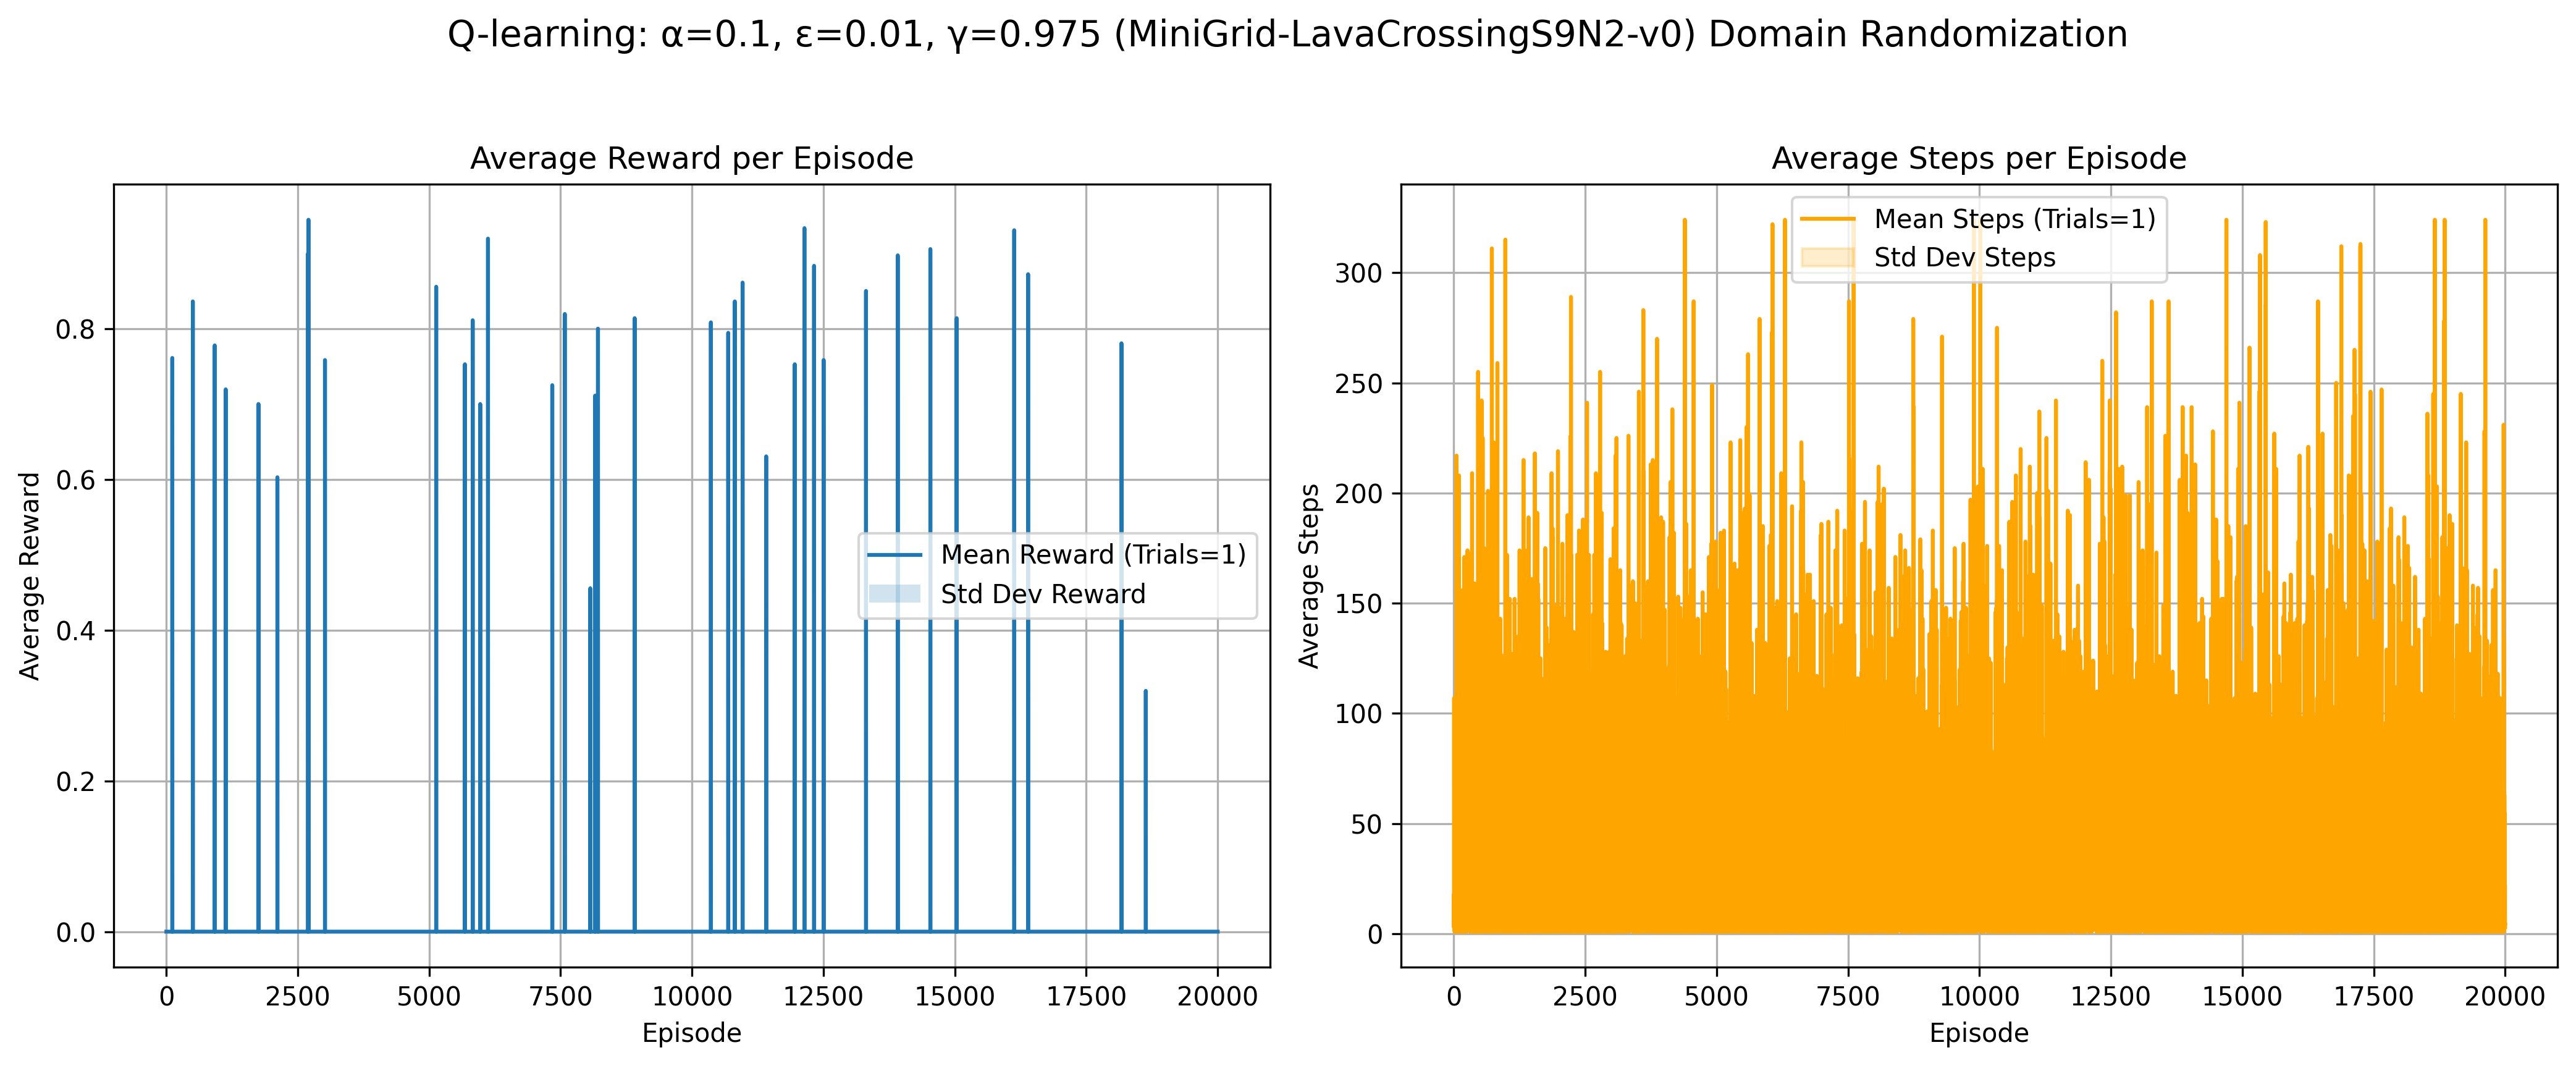 Q-learning: α=0.1, ε=0.01, γ=0.975 (MiniGrid-LavaCrossingS9N2-v0) Domain Randomization
Average Reward per Episode
Average Reward
0.8
0.6
0.4
0.2
0.0
Mean Reward (Trials=1)
Std Dev Reward
0 2500 5000 7500 10000 12500 15000 17500 20000
Episode
Average Steps per Episode
Average Steps
300
250
200
150
100
50
0
Mean Steps (Trials=1)
Std Dev Steps
0 2500 5000 7500 10000 12500 15000 17500 20000
Episode